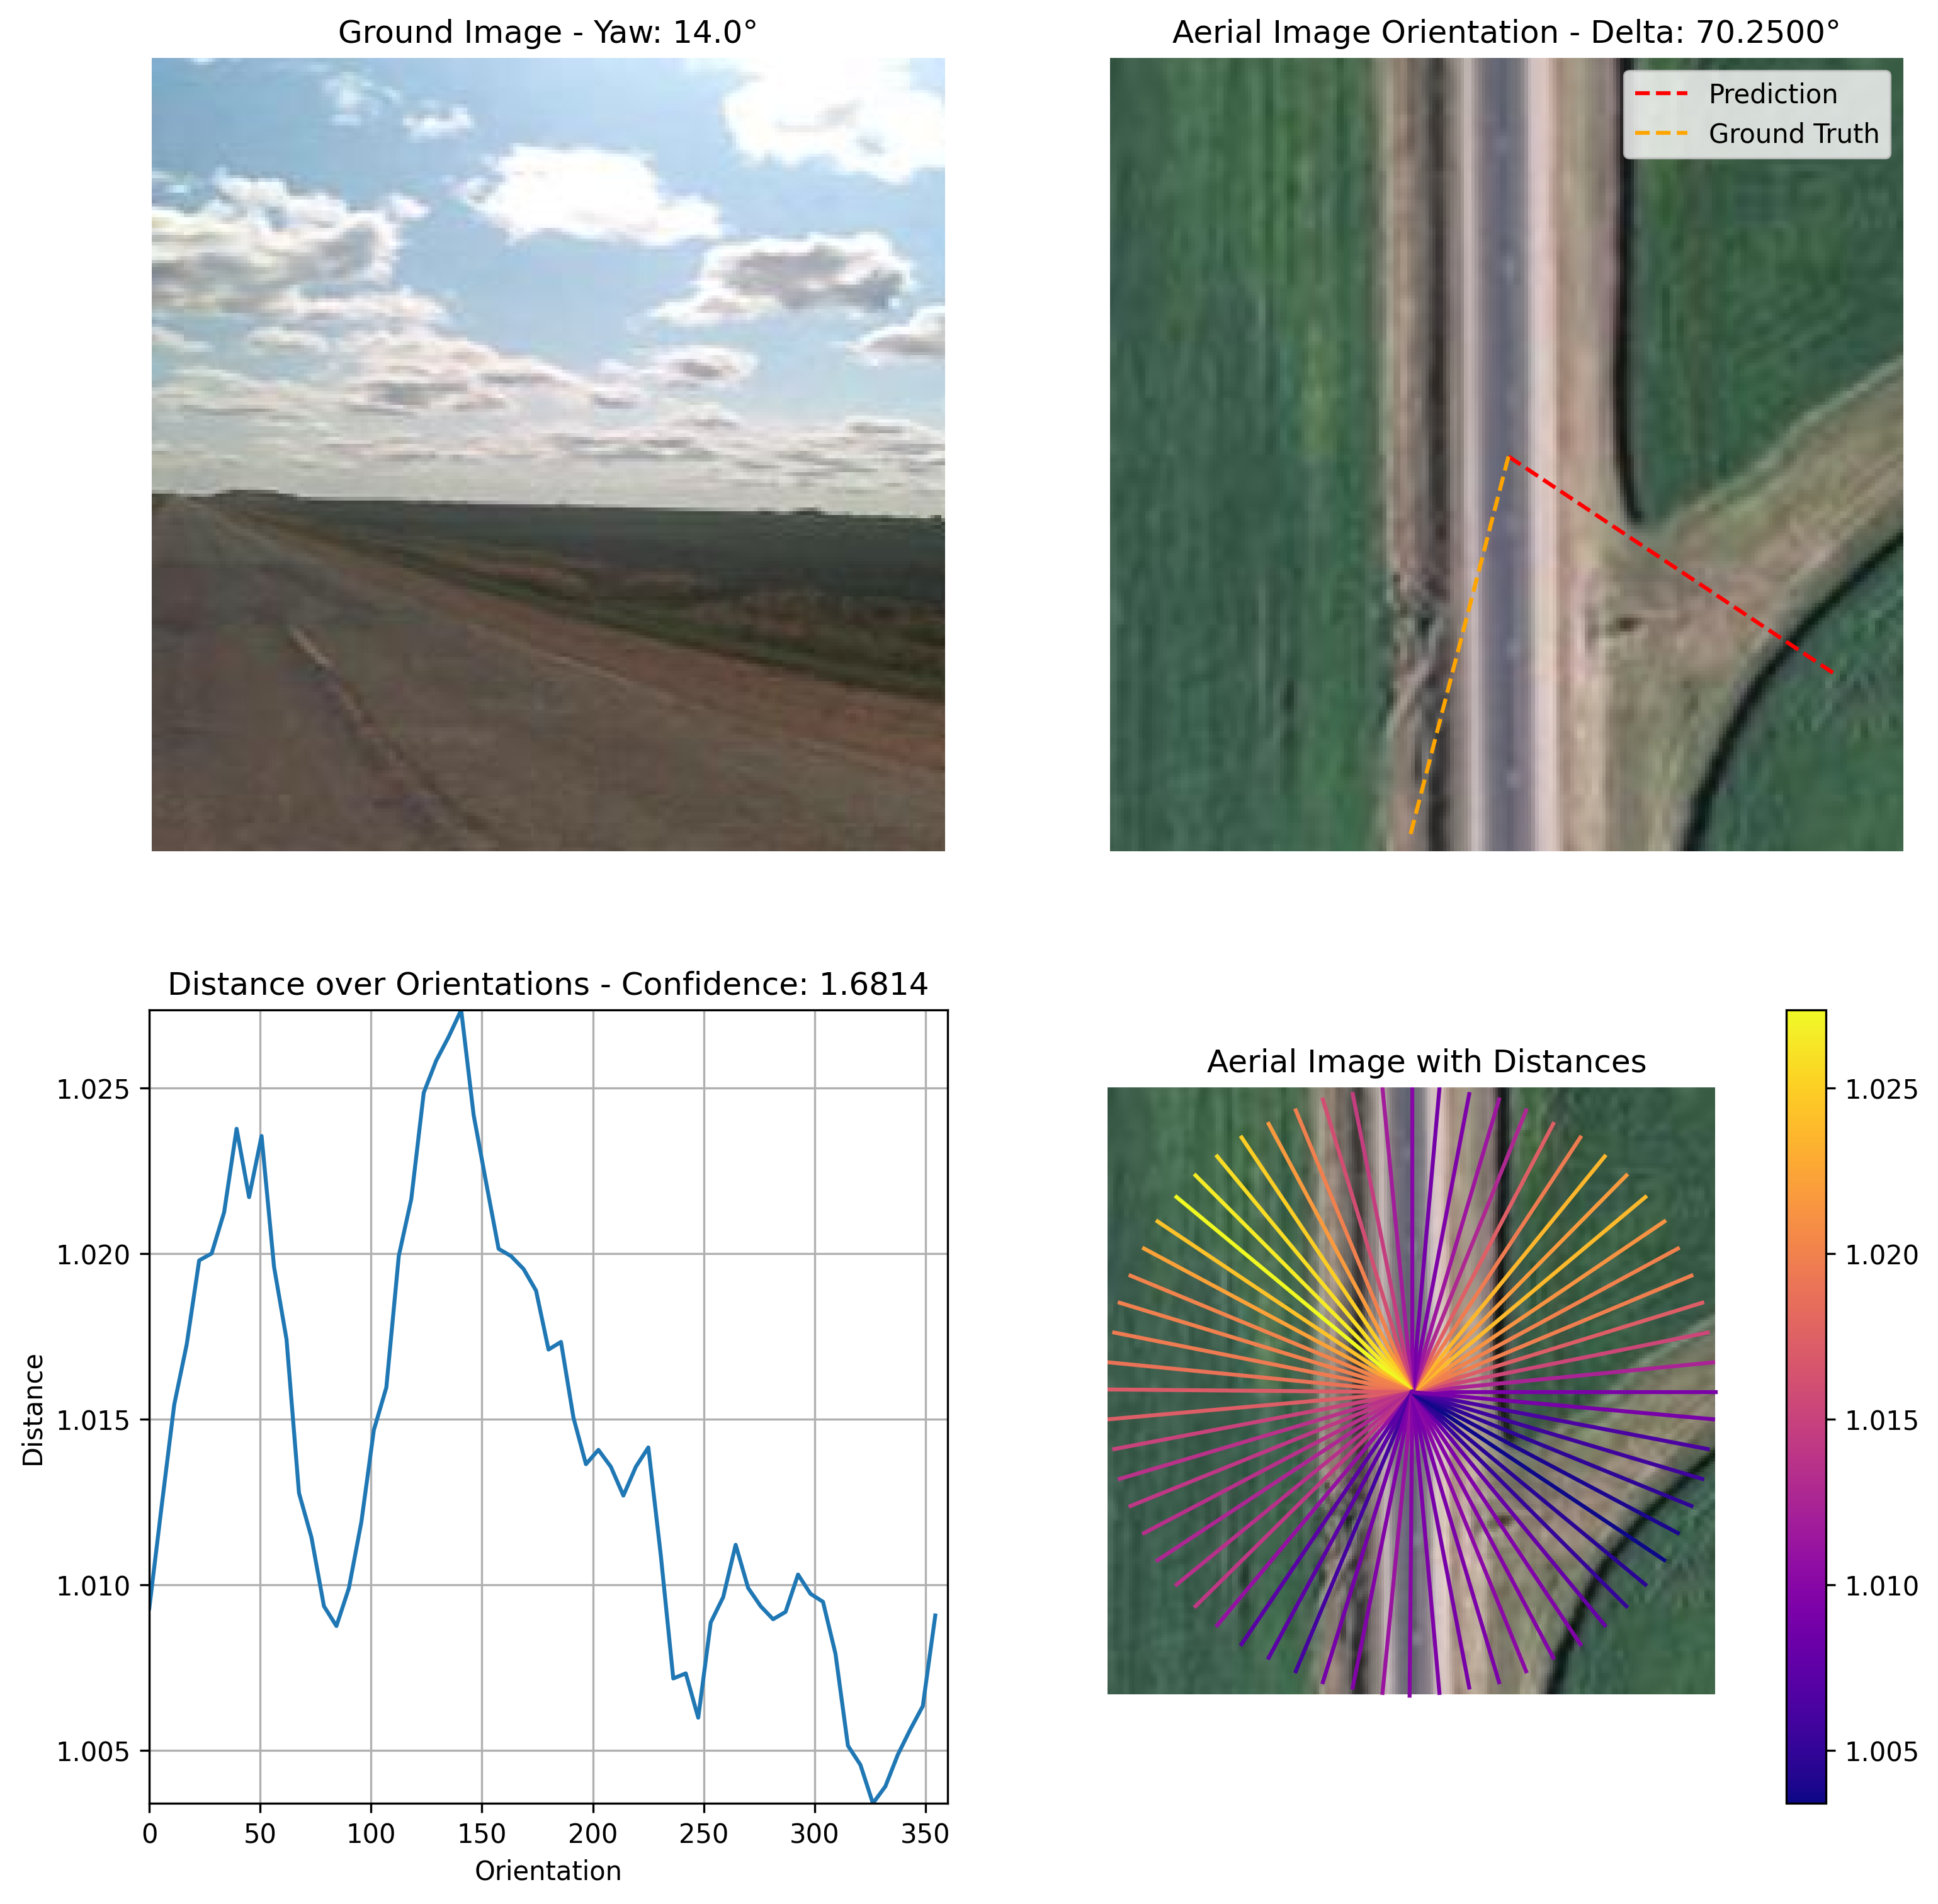 Ground Image - Yaw: 14.0°
Aerial Image Orientation - Delta: 70.2500°
Prediction
Ground Truth
Distance over Orientations - Confidence: 1.6814
1.025
1.020
1.015
1.010
1.005
Distance
0 50 100 150 200 250 300 350
Orientation
Aerial Image with Distances
1.025
1.020
1.015
1.010
1.005